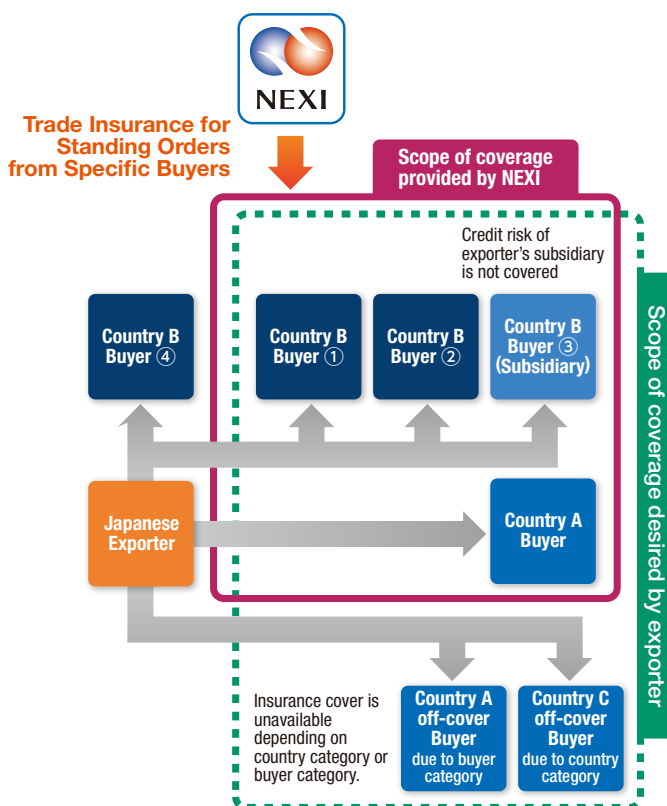 NEXI
Trade Insurance for
Standing Orders
from Specific Buyers
Scope of coverage
provided by NEXI
Credit risk of
exporter's subsidiary
is not covered
Country B
Buyer ④
Country B
Buyer ①
Country B
Buyer ②
Country B
Buyer ③
(Subsidiary)
Scope of coverage desired by exporter
Japanese
Exporter
Country A
Buyer
Insurance cover is
unavailable
depending on
country category or
buyer category.
Country A
off-cover
Buyer
due to buyer
category
Country C
off-cover
Buyer
due to country
category